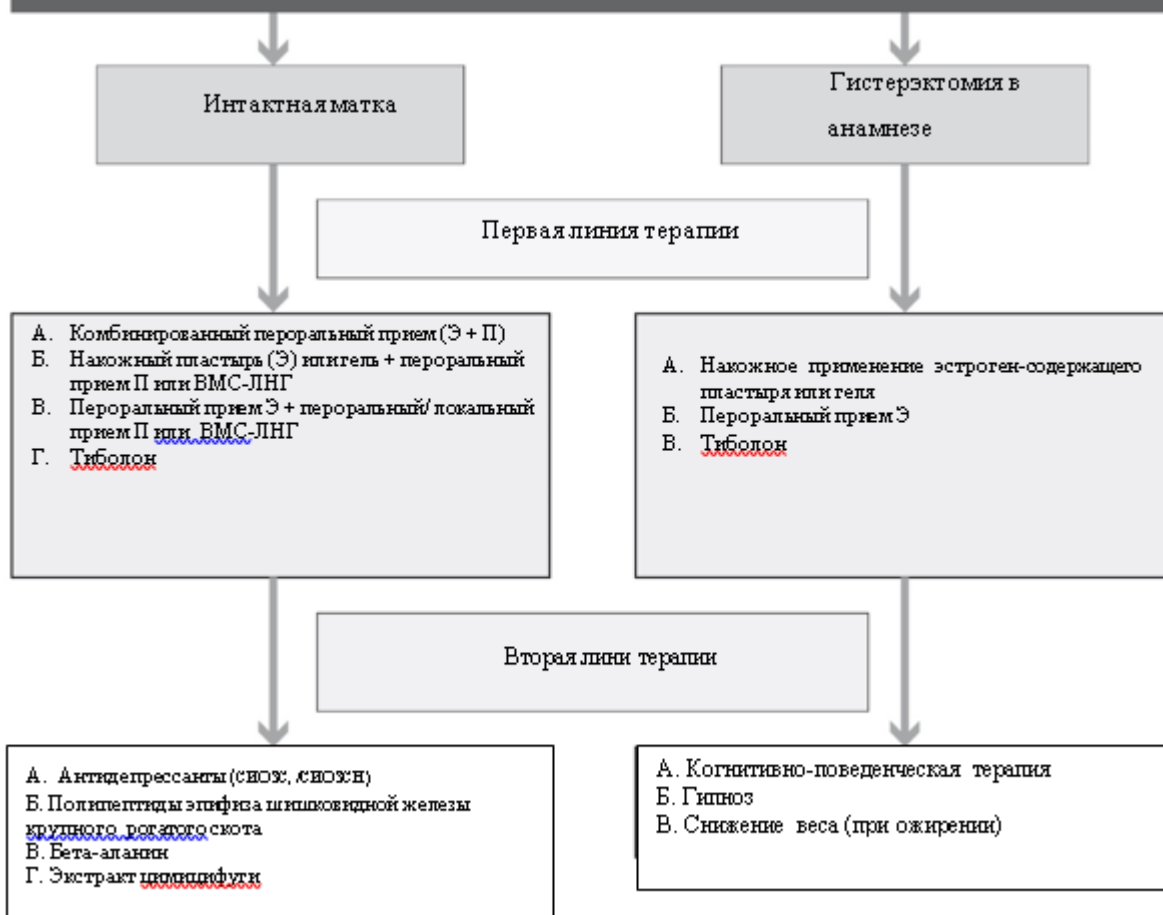 Интактная матка
Гистерэктомия в
анамнезе
Первая линия терапии
А. Комбинированный пероральный прием (Э + П)
Б. Накожный пластырь (Э) или гель + пероральный
прием П или ВМС-ЛНГ
В. Пероральный прием Э + пероральный/ локальный
прием П или ВМС-ЛНГ
Г. Тиболон
А. Накожное применение эстроген-содержащего
пластыря или геля
Б. Пероральный прием Э
В. Тиболон
Вторая лини терапии
А. Антидепрессанты (СИОЗС, СИОЗСН)
Б. Полипептиды эпифиза шишковидной железы
крупного рогатого скота
В. Бета-аланин
Г. Экстракт цимицифуги
А. Когнитивно-поведенческая терапия
Б. Гипноз
В. Снижение веса (при ожирении)